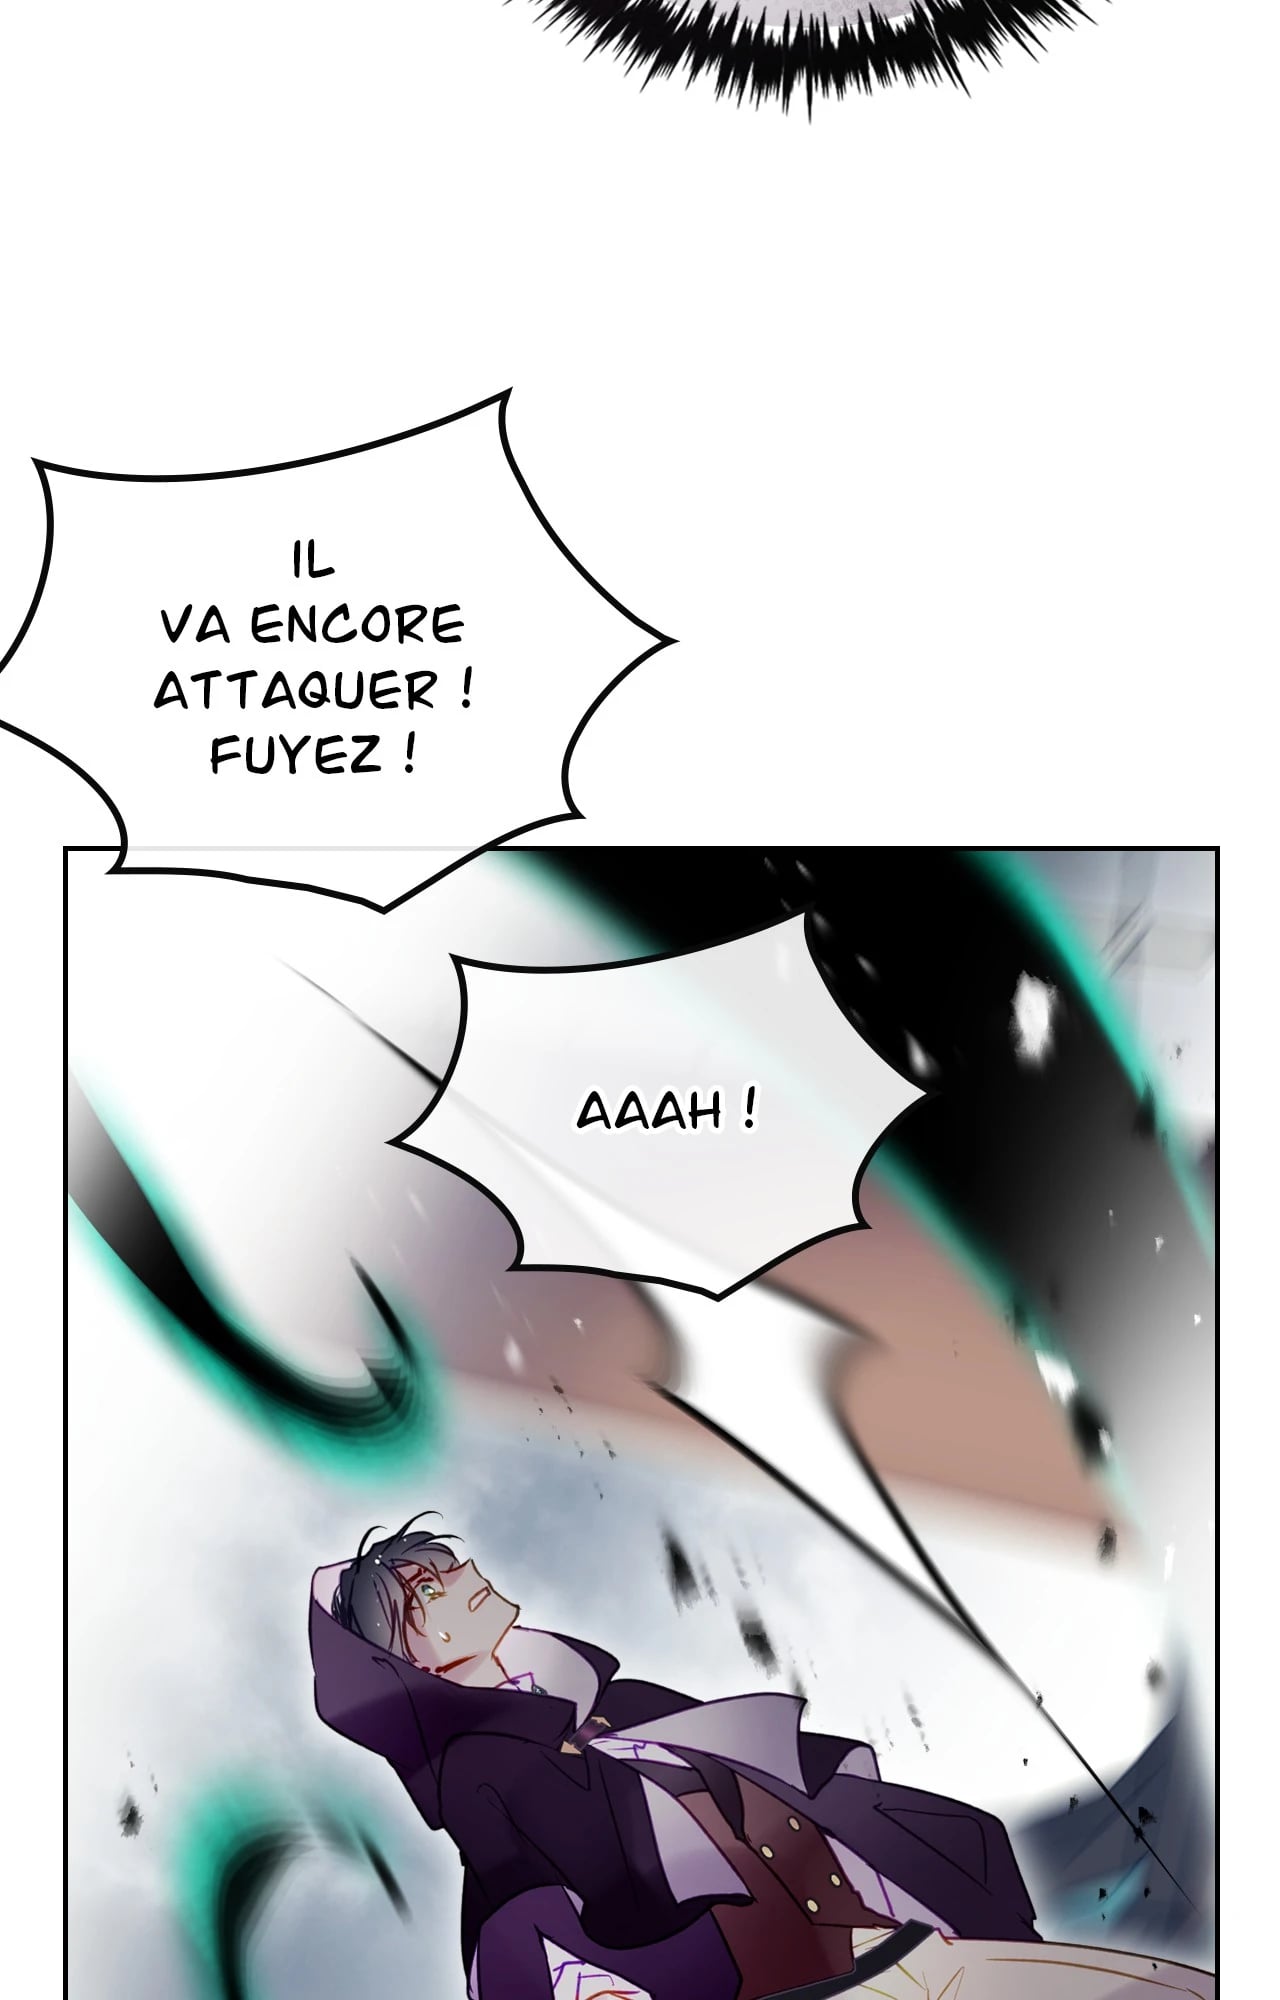 IL
VA ENCORE
ATTAQUER !
FUYEZ !
AAAH !